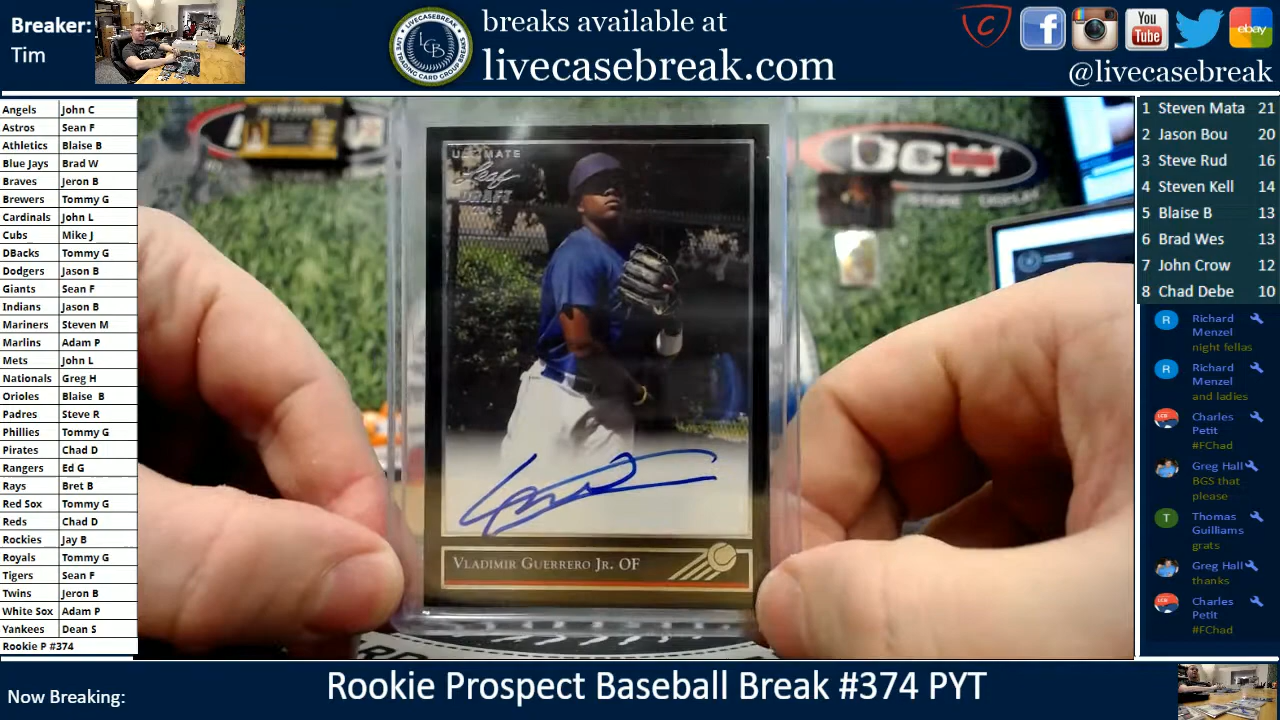 Breaker:
Tim
breaks available at
livecasebreak.com
You
Tube
ebay
@livecasebreak
Angels John C
Astros Sean F
Athletics Blaise B
Blue Jays Brad W
Braves Jeron B
Brewers Tommy G
Cardinals John L
Cubs Mike J
DBacks Tommy G
Dodgers Jason B
Giants Sean F
Indians Jason B
Mariners Steven M
Marlins Adam P
Mets John L
Nationals Greg H
Orioles Blaise B
Padres Steve R
Phillies Tommy G
Pirates Chad D
Rangers Ed G
Rays Bret B
Red Sox Tommy G
Reds Chad D
Rockies Jay B
Royals Tommy G
Tigers Sean F
Twins Jeron B
White Sox Adam P
Yankees Dean S
Rookie P #374
ULTIMATE
Leaf
DRAFT
VLADIMIR GUERRERO JR. OF
BCW
1 Steven Mata 21
2 Jason Bou 20
3 Steve Rud 16
4 Steven Kell 14
5 Blaise B 13
6 Brad Wes 13
7 John Crow 12
8 Chad Debe 10
R Richard
Menzel
night fellas
R Richard
Menzel
and ladies
Charles
Petit
#FChad
Greg Hall
BGS that
please
T Thomas
Guilliams
grats
Greg Hall
thanks
Charles
Petit
#FChad
Now Breaking:
Rookie Prospect Baseball Break #374 PYT